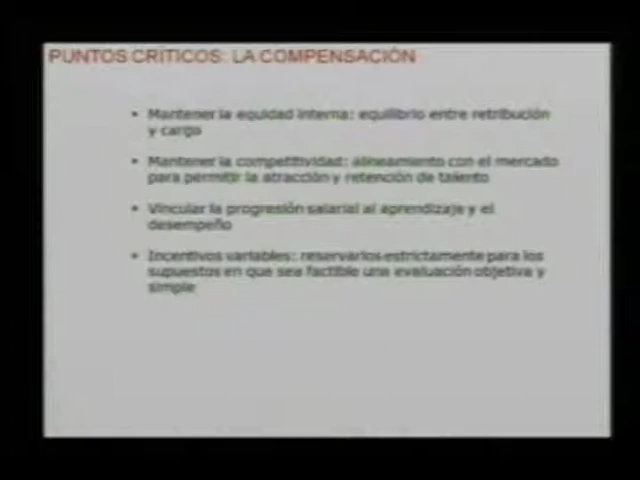 PUNTOS CRÍTICOS: LA COMPENSACIÓN
• Mantener la equidad interna: equilibrio entre retribución
y cargo
• Mantener la competitividad: alineamiento con el mercado
para permitir la atracción y retención de talento
• Vincular la progresión salarial al aprendizaje y el
desempeño
• Incentivos variables: reservarlos estrictamente para los
supuestos en que sea factible una evaluación objetiva y
simple